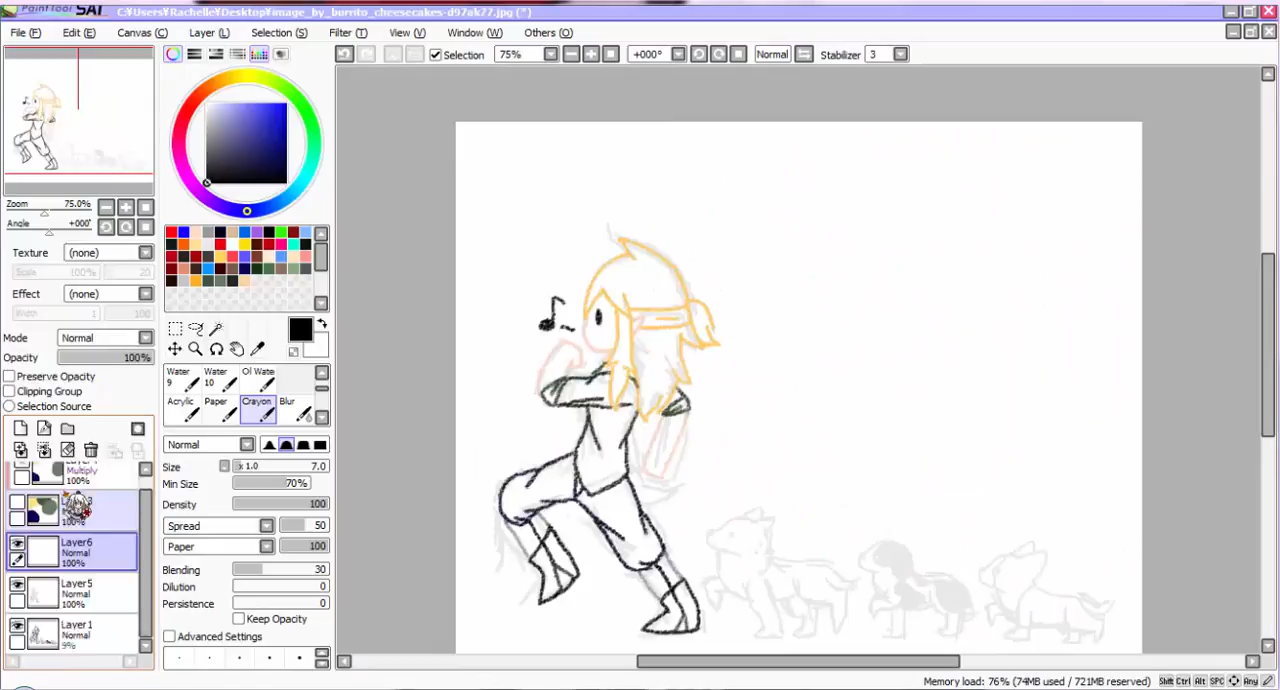 PaintTool SAI C:¥Users¥Rachelle¥Desktop¥image_by_burrito_cheesecakes-d97ok77.jpg (*)
File (F) Edit (E) Canvas (C) Layer (L) Selection (S) Filter (T) View (V) Window (W) Others (O)
Selection 75% +000° Normal Stabilizer 3
Zoom 75.0%
Angle +000°
Texture (none)
Scale 100% 20
Effect (none)
Width 1 100
Mode Normal
Opacity 100%
Preserve Opacity
Clipping Group
Selection Source
Water 9 Water 10 Oil Wate
Acrylic Paper Crayon Blur
Normal
Size x 1.0 7.0
Min Size 70%
Density 100
Spread 50
Paper 100
Blending 30
Dilution 0
Persistence 0
Keep Opacity
Advanced Settings
Multiply
100%
100%
Layer6
Normal
100%
Layer5
Normal
100%
Layer 1
Normal
9%
Memory load: 76% (74MB used / 721MB reserved) Shft Ctrl Alt SPC Any